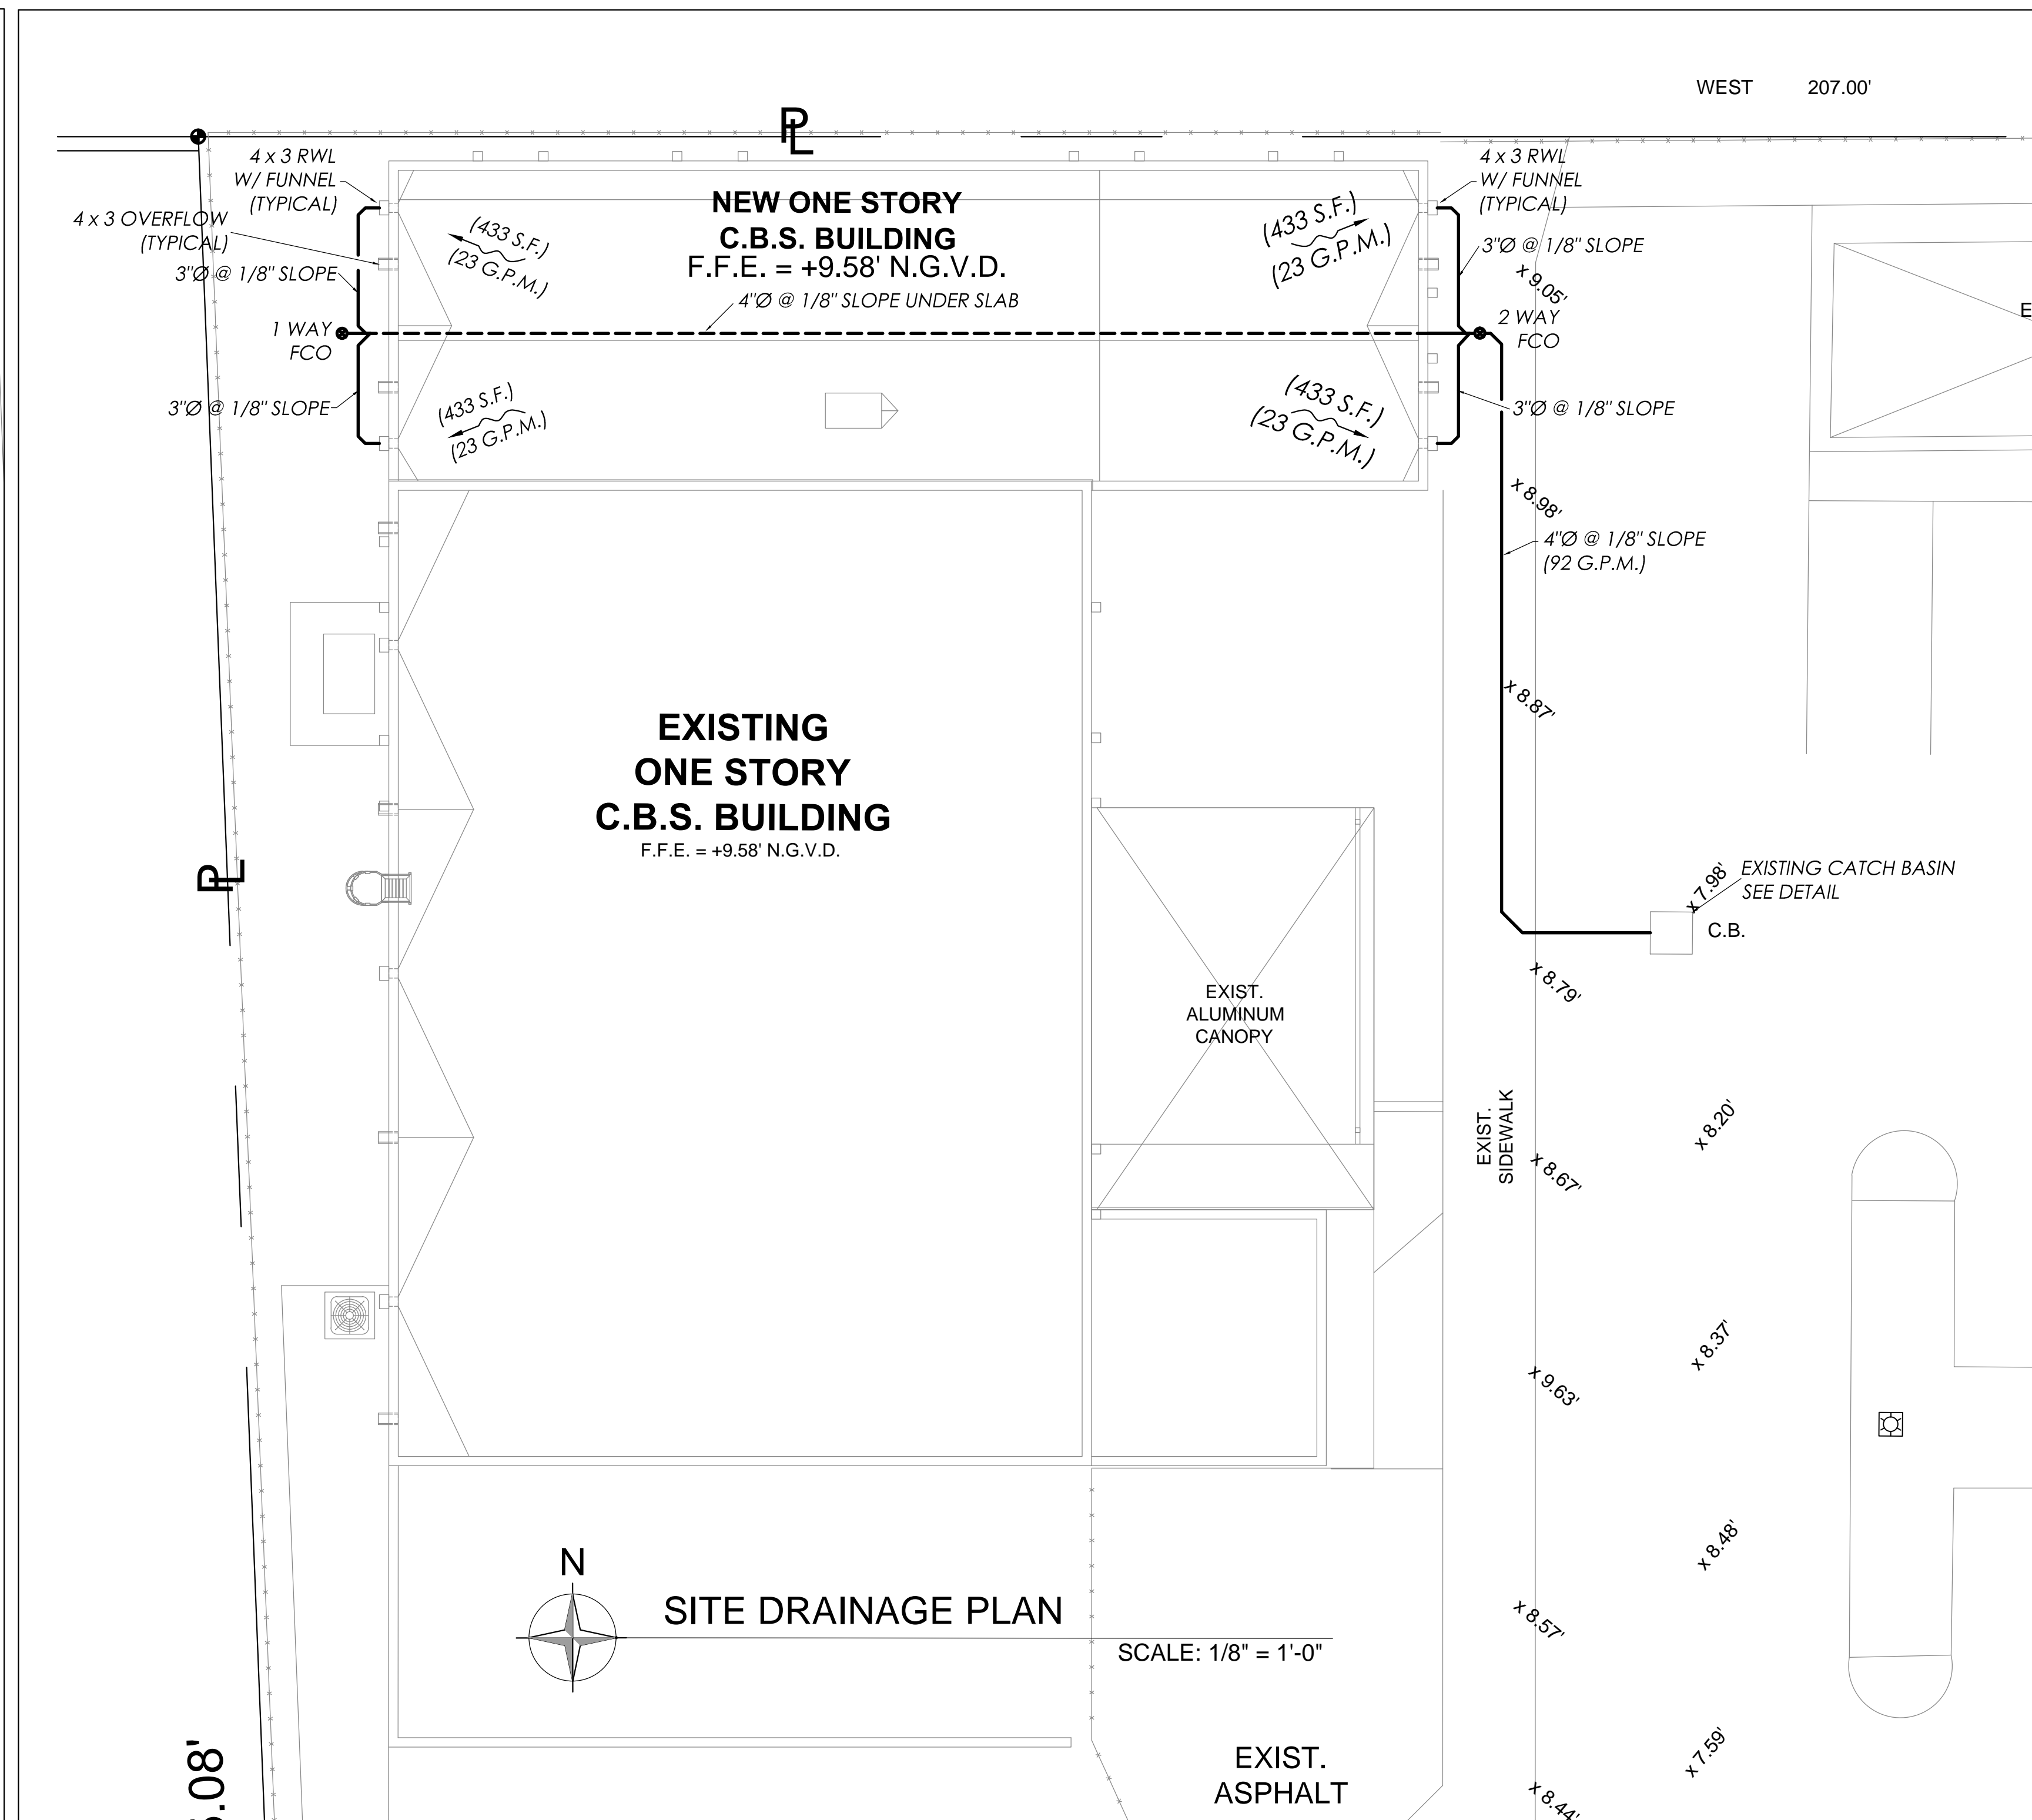 WEST 207.00'
PL
4 x 3 RWL
W/ FUNNEL
(TYPICAL)
4 x 3 OVERFLOW
(TYPICAL)
3"Ø @ 1/8" SLOPE
1 WAY
FCO
3"Ø @ 1/8" SLOPE
(433 S.F.)
(23 G.P.M.)
(433 S.F.)
(23 G.P.M.)
NEW ONE STORY
C.B.S. BUILDING
F.F.E. = +9.58' N.G.V.D.
4"Ø @ 1/8" SLOPE UNDER SLAB
(433 S.F.)
(23 G.P.M.)
(433 S.F.)
(23 G.P.M.)
4 x 3 RWL
W/ FUNNEL
(TYPICAL)
3"Ø @ 1/8" SLOPE
x 9.05'
2 WAY
FCO
3"Ø @ 1/8" SLOPE
E
x 8.98'
4"Ø @ 1/8" SLOPE
(92 G.P.M.)
x 8.87'
EXISTING
ONE STORY
C.B.S. BUILDING
F.F.E. = +9.58' N.G.V.D.
PL
x 7.98'
EXISTING CATCH BASIN
SEE DETAIL
C.B.
x 8.79'
EXIST.
ALUMINUM
CANOPY
EXIST.
SIDEWALK
x 8.20'
x 8.67'
x 8.37'
x 9.63'
x 8.48'
x 8.57'
N
SITE DRAINAGE PLAN
SCALE: 1/8" = 1'-0"
x 7.59'
x 8.44'
EXIST.
ASPHALT
.08'